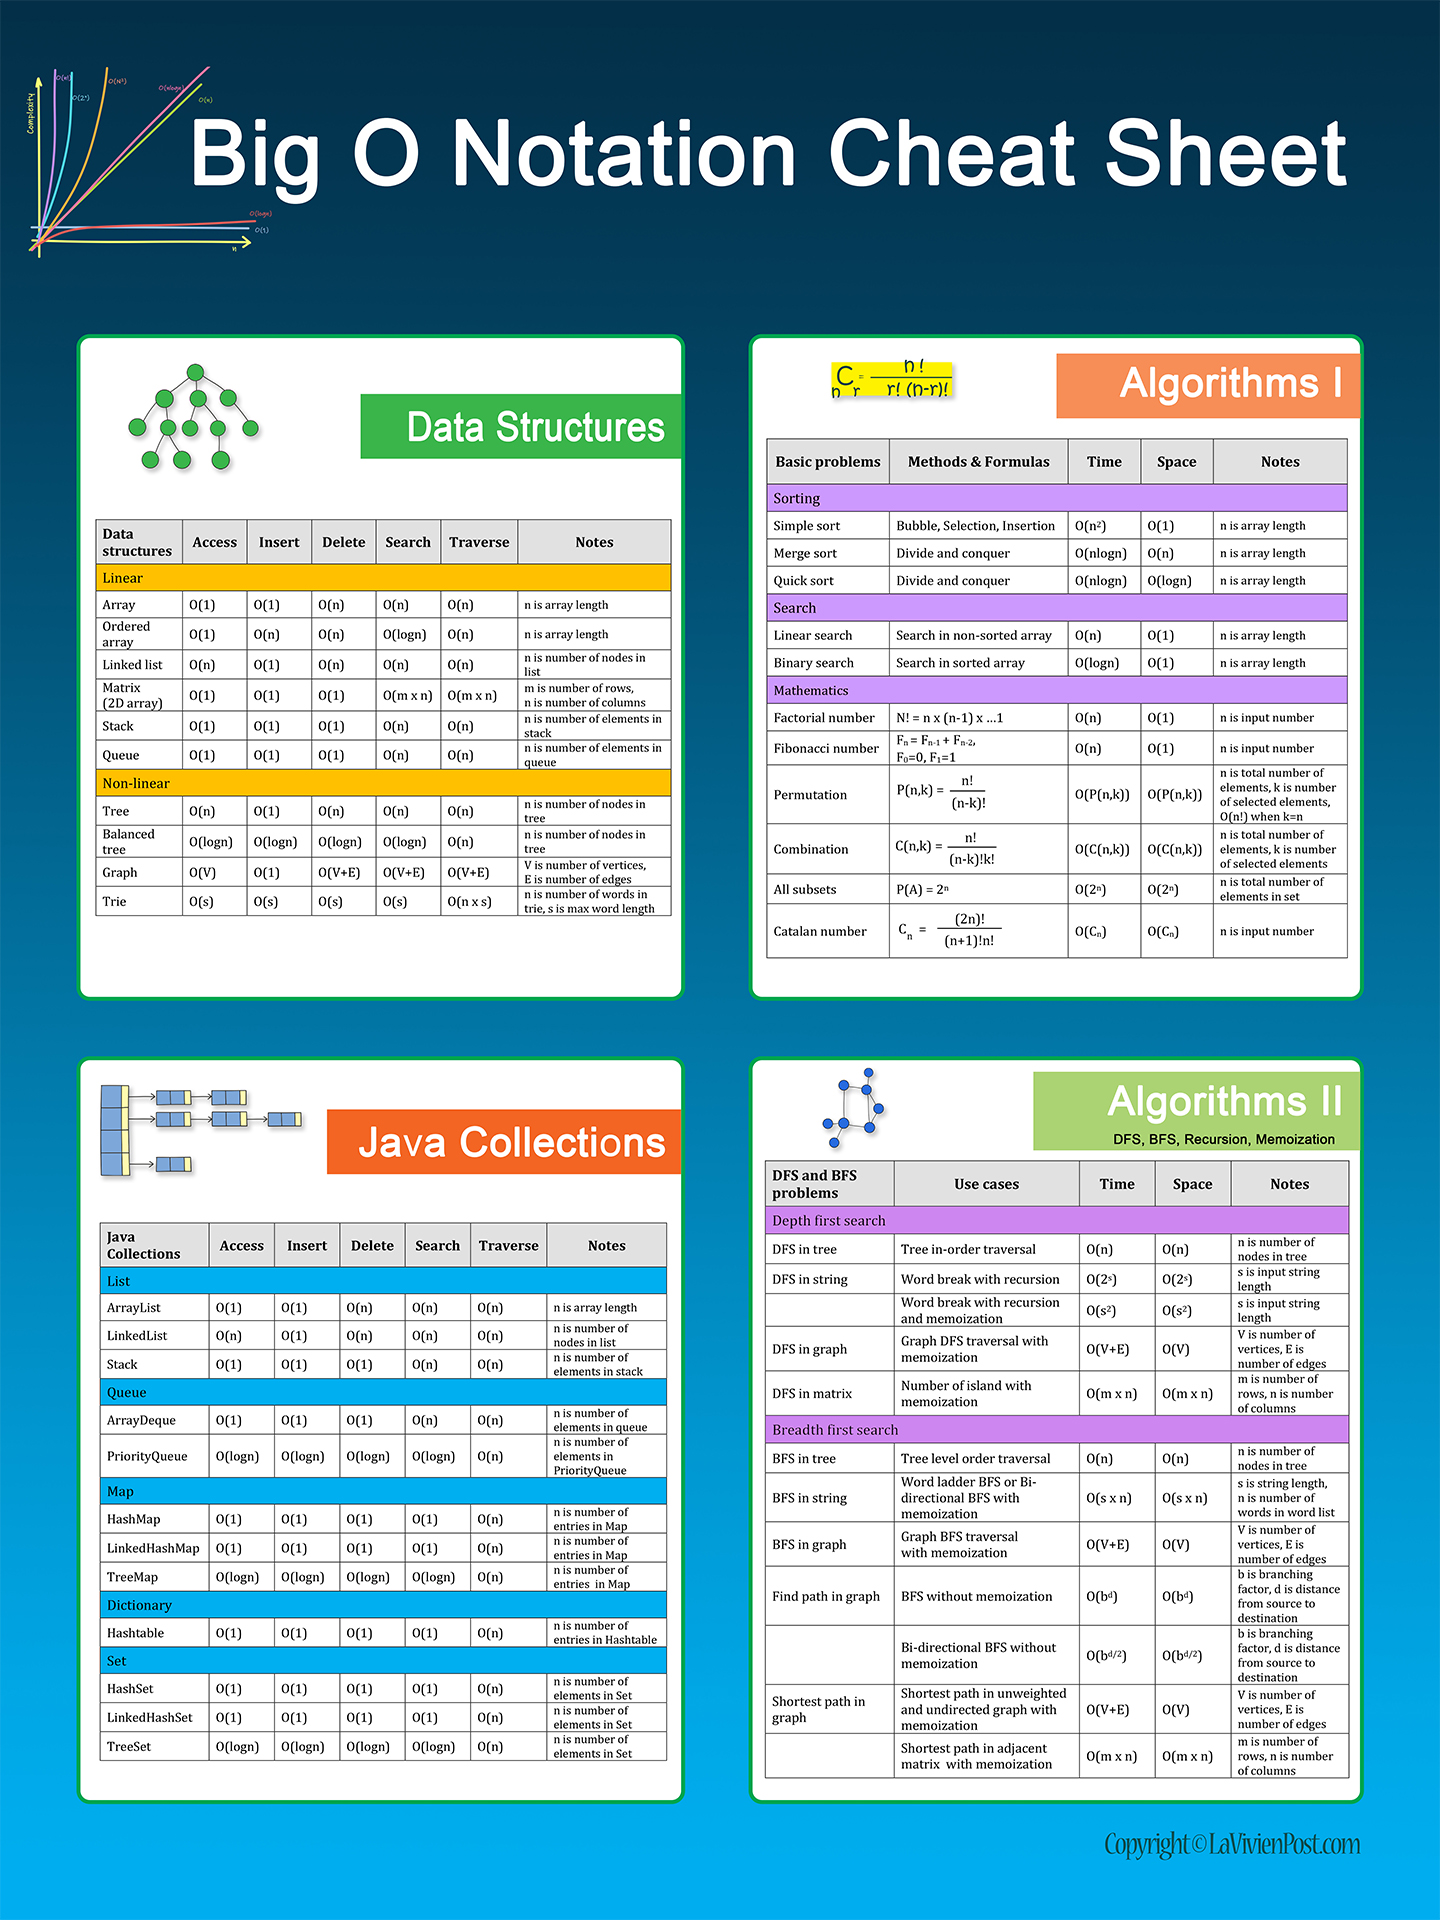 Complexity
O(n!)
O(2ⁿ)
O(N²)
O(nlogn)
O(n)
O(logn)
O(1)
n
Big O Notation Cheat Sheet
Data Structures
Data structures | Access | Insert | Delete | Search | Traverse | Notes
Linear
Array | O(1) | O(1) | O(n) | O(n) | O(n) | n is array length
Ordered array | O(1) | O(n) | O(n) | O(logn) | O(n) | n is array length
Linked list | O(n) | O(1) | O(n) | O(n) | O(n) | n is number of nodes in list
Matrix (2D array) | O(1) | O(1) | O(1) | O(m x n) | O(m x n) | m is number of rows, n is number of columns
Stack | O(1) | O(1) | O(1) | O(n) | O(n) | n is number of elements in stack
Queue | O(1) | O(1) | O(1) | O(n) | O(n) | n is number of elements in queue
Non-linear
Tree | O(n) | O(n) | O(n) | O(n) | O(n) | n is number of nodes in tree
Balanced tree | O(logn) | O(logn) | O(logn) | O(logn) | O(n) | n is number of nodes in tree
Graph | O(V) | O(1) | O(V+E) | O(V+E) | O(V+E) | V is number of vertices, E is number of edges
Trie | O(s) | O(s) | O(s) | O(s) | O(n x s) | n is number of words in trie, s is max word length
nCr = n! / r! (n-r)!
Algorithms I
Basic problems | Methods & Formulas | Time | Space | Notes
Sorting
Simple sort | Bubble, Selection, Insertion | O(n²) | O(1) | n is array length
Merge sort | Divide and conquer | O(nlogn) | O(n) | n is array length
Quick sort | Divide and conquer | O(nlogn) | O(logn) | n is array length
Search
Linear search | Search in non-sorted array | O(n) | O(1) | n is array length
Binary search | Search in sorted array | O(logn) | O(1) | n is array length
Mathematics
Factorial number | N! = n x (n-1) x ...1 | O(n) | O(1) | n is input number
Fibonacci number | Fₙ = Fₙ₋₁ + Fₙ₋₂, F₀=0, F₁=1 | O(n) | O(1) | n is input number
Permutation | P(n,k) = n! / (n-k)! | O(P(n,k)) | O(P(n,k)) | n is total number of elements, k is number of selected elements, O(n!) when k=n
Combination | C(n,k) = n! / (n-k)!k! | O(C(n,k)) | O(C(n,k)) | n is total number of elements, k is number of selected elements
All subsets | P(A) = 2ⁿ | O(2ⁿ) | O(2ⁿ) | n is total number of elements in set
Catalan number | Cₙ = (2n)! / (n+1)!n! | O(Cₙ) | O(Cₙ) | n is input number
Java Collections
Java Collections | Access | Insert | Delete | Search | Traverse | Notes
List
ArrayList | O(1) | O(1) | O(n) | O(n) | O(n) | n is array length
LinkedList | O(n) | O(1) | O(n) | O(n) | O(n) | n is number of nodes in list
Stack | O(1) | O(1) | O(1) | O(n) | O(n) | n is number of elements in stack
Queue
ArrayDeque | O(1) | O(1) | O(1) | O(n) | O(n) | n is number of elements in queue
PriorityQueue | O(logn) | O(logn) | O(logn) | O(logn) | O(n) | n is number of elements in PriorityQueue
Map
HashMap | O(1) | O(1) | O(1) | O(1) | O(n) | n is number of entries in Map
LinkedHashMap | O(1) | O(1) | O(1) | O(1) | O(n) | n is number of entries in Map
TreeMap | O(logn) | O(logn) | O(logn) | O(logn) | O(n) | n is number of entries in Map
Dictionary
Hashtable | O(1) | O(1) | O(1) | O(1) | O(n) | n is number of entries in Hashtable
Set
HashSet | O(1) | O(1) | O(1) | O(1) | O(n) | n is number of elements in Set
LinkedHashSet | O(1) | O(1) | O(1) | O(1) | O(n) | n is number of elements in Set
TreeSet | O(logn) | O(logn) | O(logn) | O(logn) | O(n) | n is number of elements in Set
Algorithms II
DFS, BFS, Recursion, Memoization
DFS and BFS problems | Use cases | Time | Space | Notes
Depth first search
DFS in tree | Tree in-order traversal | O(n) | O(n) | n is number of nodes in tree
DFS in string | Word break with recursion | O(2ˢ) | O(2ˢ) | s is input string length
Word break with recursion and memoization | O(s²) | O(s²) | s is input string length
DFS in graph | Graph DFS traversal with memoization | O(V+E) | O(V) | V is number of vertices, E is number of edges
DFS in matrix | Number of island with memoization | O(m x n) | O(m x n) | m is number of rows, n is number of columns
Breadth first search
BFS in tree | Tree level order traversal | O(n) | O(n) | n is number of nodes in tree
BFS in string | Word ladder BFS or Bi-directional BFS with memoization | O(s x n) | O(s x n) | s is string length, n is number of words in word list
BFS in graph | Graph BFS traversal with memoization | O(V+E) | O(V) | V is number of vertices, E is number of edges
Find path in graph | BFS without memoization | O(bᵈ) | O(bᵈ) | b is branching factor, d is distance from source to destination
Bi-directional BFS without memoization | O(bᵈ/²) | O(bᵈ/²) | b is branching factor, d is distance from source to destination
Shortest path in graph | Shortest path in unweighted and undirected graph with memoization | O(V+E) | O(V) | V is number of vertices, E is number of edges
Shortest path in adjacent matrix with memoization | O(m x n) | O(m x n) | m is number of rows, n is number of columns
Copyright©LaVivienPost.com